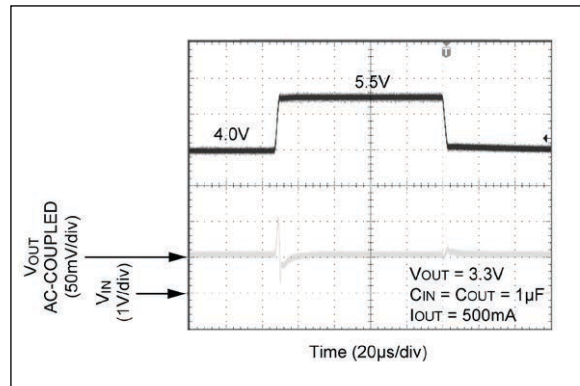 5.5V
4.0V
VOUT
AC-COUPLED
(50mV/div)
VIN
(1V/div)
VOUT = 3.3V
CIN = COUT = 1µF
IOUT = 500mA
Time (20µs/div)